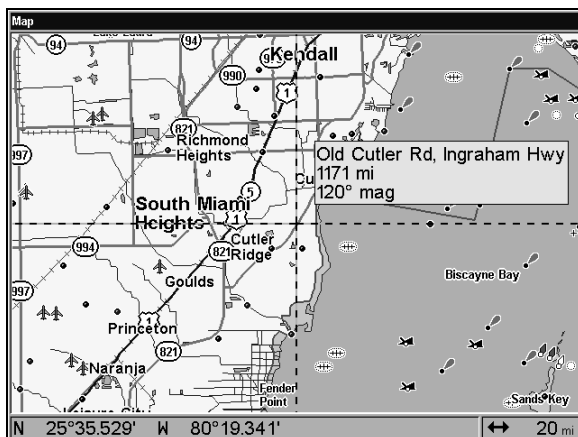 Map
94
Kendall
990
1
821
Richmond
Heights
997
Old Cutler Rd, Ingraham Hwy
1171 mi
120° mag
5
South Miami
Heights
1
994
821
Cutler
Ridge
Biscayne Bay
Goulds
997
1
Princeton
821
Naranja
Fender
Point
Sands Key
N 25°35.529' W 80°19.341'
20 mi